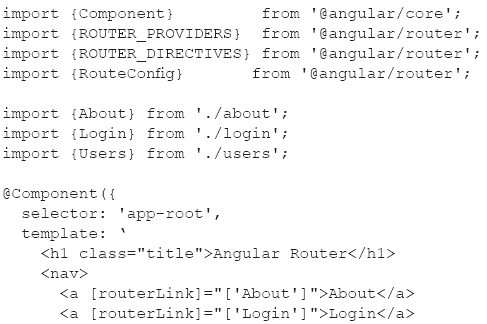 import {Component}         from '@angular/core';
import {ROUTER_PROVIDERS}  from '@angular/router';
import {ROUTER_DIRECTIVES} from '@angular/router';
import {RouteConfig}       from '@angular/router';

import {About} from './about';
import {Login} from './login';
import {Users} from './users';

@Component({
  selector: 'app-root',
  template: ‘
    <h1 class="title">Angular Router</h1>
    <nav>
      <a [routerLink]="['About']">About</a>
      <a [routerLink]="['Login']">Login</a>